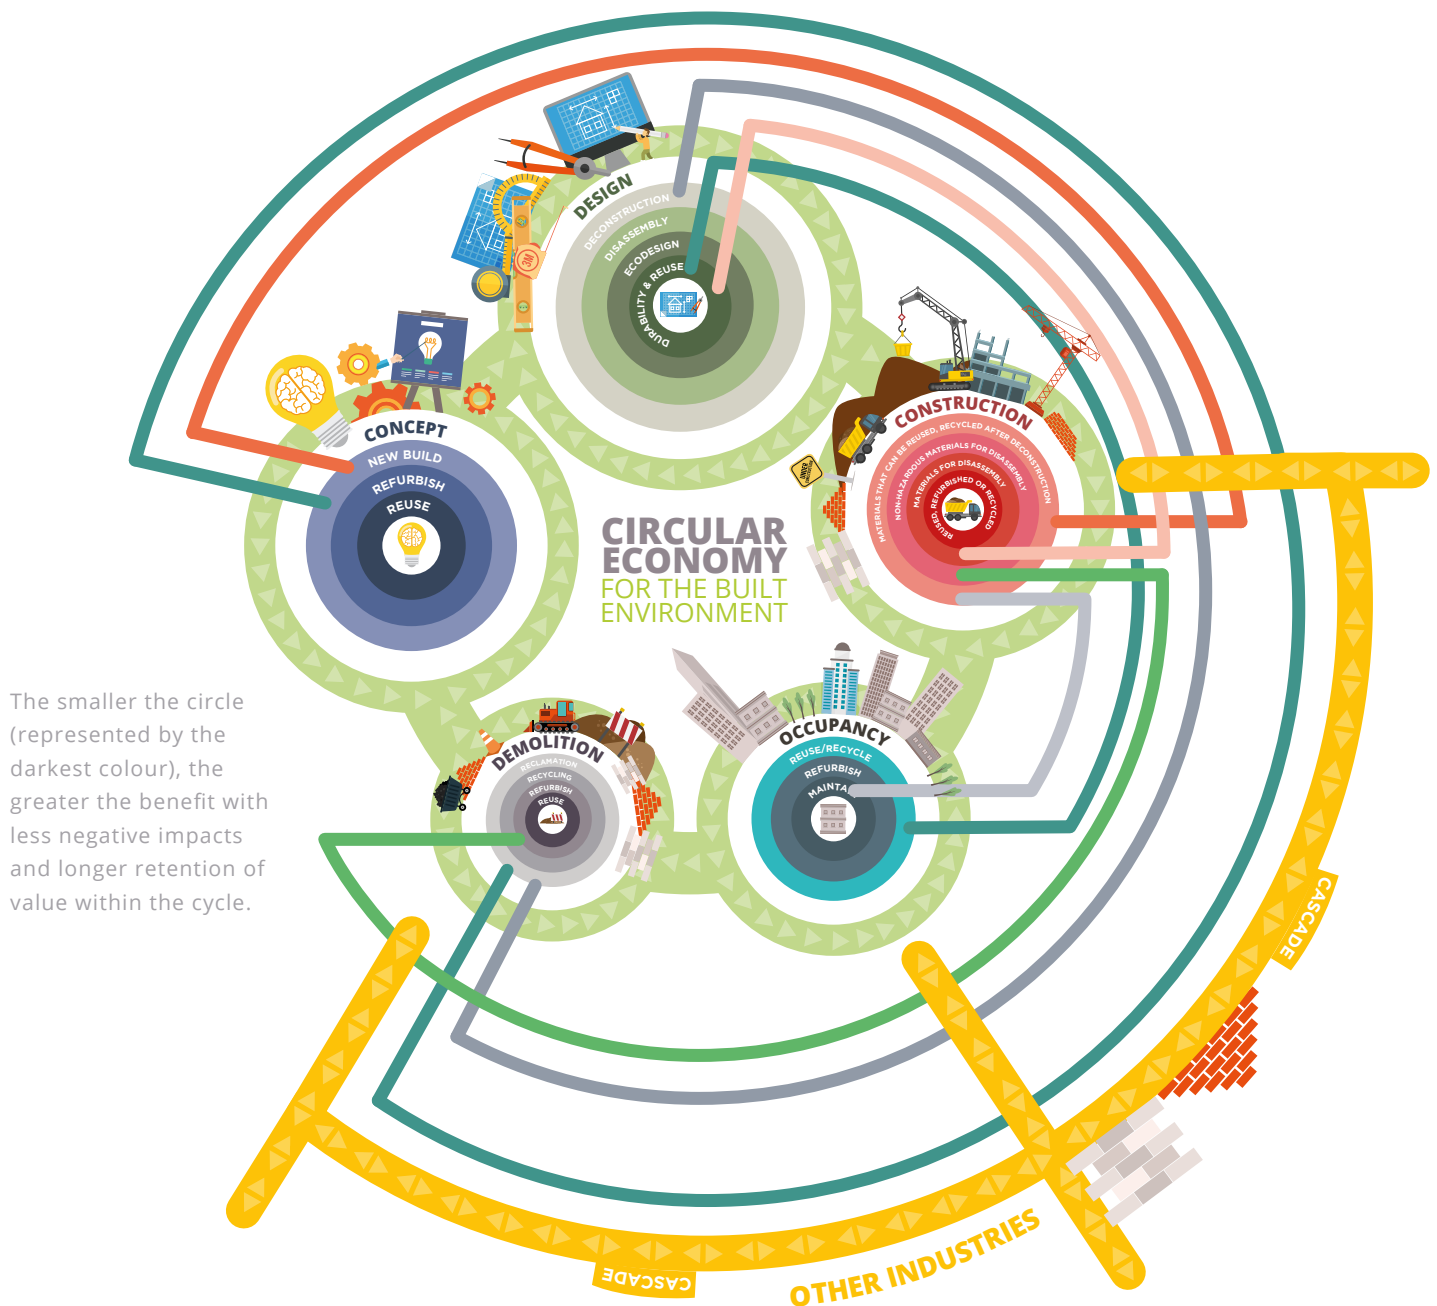 DESIGN
DECONSTRUCTION
DISASSEMBLY
ECODESIGN
DURABILITY & REUSE
3M
CONCEPT
NEW BUILD
REFURBISH
REUSE
CONSTRUCTION
MATERIALS THAT CAN BE REUSED, RECYCLED AFTER DECONSTRUCTION
NON-HAZARDOUS MATERIALS FOR DISASSEMBLY
MATERIALS FOR DISASSEMBLY
REUSED, REFURBISHED OR RECYCLED
UNDER
CONSTRUCTION
CIRCULAR
ECONOMY
FOR THE BUILT
ENVIRONMENT
The smaller the circle
(represented by the
darkest colour), the
greater the benefit with
less negative impacts
and longer retention of
value within the cycle.
DEMOLITION
RECLAMATION
RECYCLING
REFURBISH
REUSE
OCCUPANCY
REUSE/RECYCLE
REFURBISH
MAINTA
CASCADE
CASCADE
OTHER INDUSTRIES